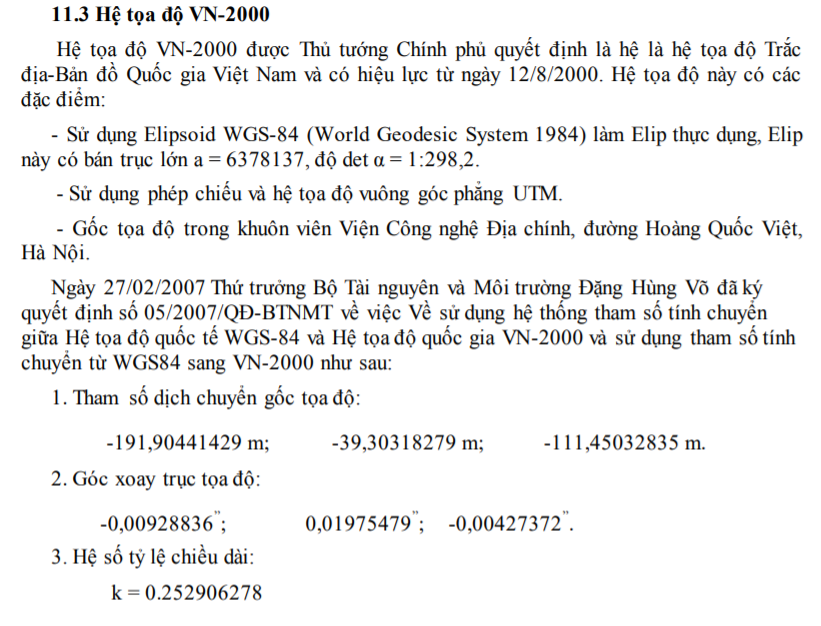 11.3 Hệ tọa độ VN-2000
Hệ tọa độ VN-2000 được Thủ tướng Chính phủ quyết định là hệ là hệ tọa độ Trắc
địa-Bản đồ Quốc gia Việt Nam và có hiệu lực từ ngày 12/8/2000. Hệ tọa độ này có các
đặc điểm:
- Sử dụng Elipsoid WGS-84 (World Geodesic System 1984) làm Elip thực dụng, Elip
này có bán trục lớn a = 6378137, độ det α = 1:298,2.
- Sử dụng phép chiếu và hệ tọa độ vuông góc phẳng UTM.
- Gốc tọa độ trong khuôn viên Viện Công nghệ Địa chính, đường Hoàng Quốc Việt,
Hà Nội.
Ngày 27/02/2007 Thứ trưởng Bộ Tài nguyên và Môi trường Đặng Hùng Võ đã ký
quyết định số 05/2007/QĐ-BTNMT về việc Về sử dụng hệ thống tham số tính chuyển
giữa Hệ tọa độ quốc tế WGS-84 và Hệ tọa độ quốc gia VN-2000 và sử dụng tham số tính
chuyển từ WGS84 sang VN-2000 như sau:
1. Tham số dịch chuyển gốc tọa độ:
-191,90441429 m; -39,30318279 m; -111,45032835 m.
2. Góc xoay trục tọa độ:
-0,00928836”; 0,01975479”; -0,00427372”.
3. Hệ số tỷ lệ chiều dài:
k = 0.252906278